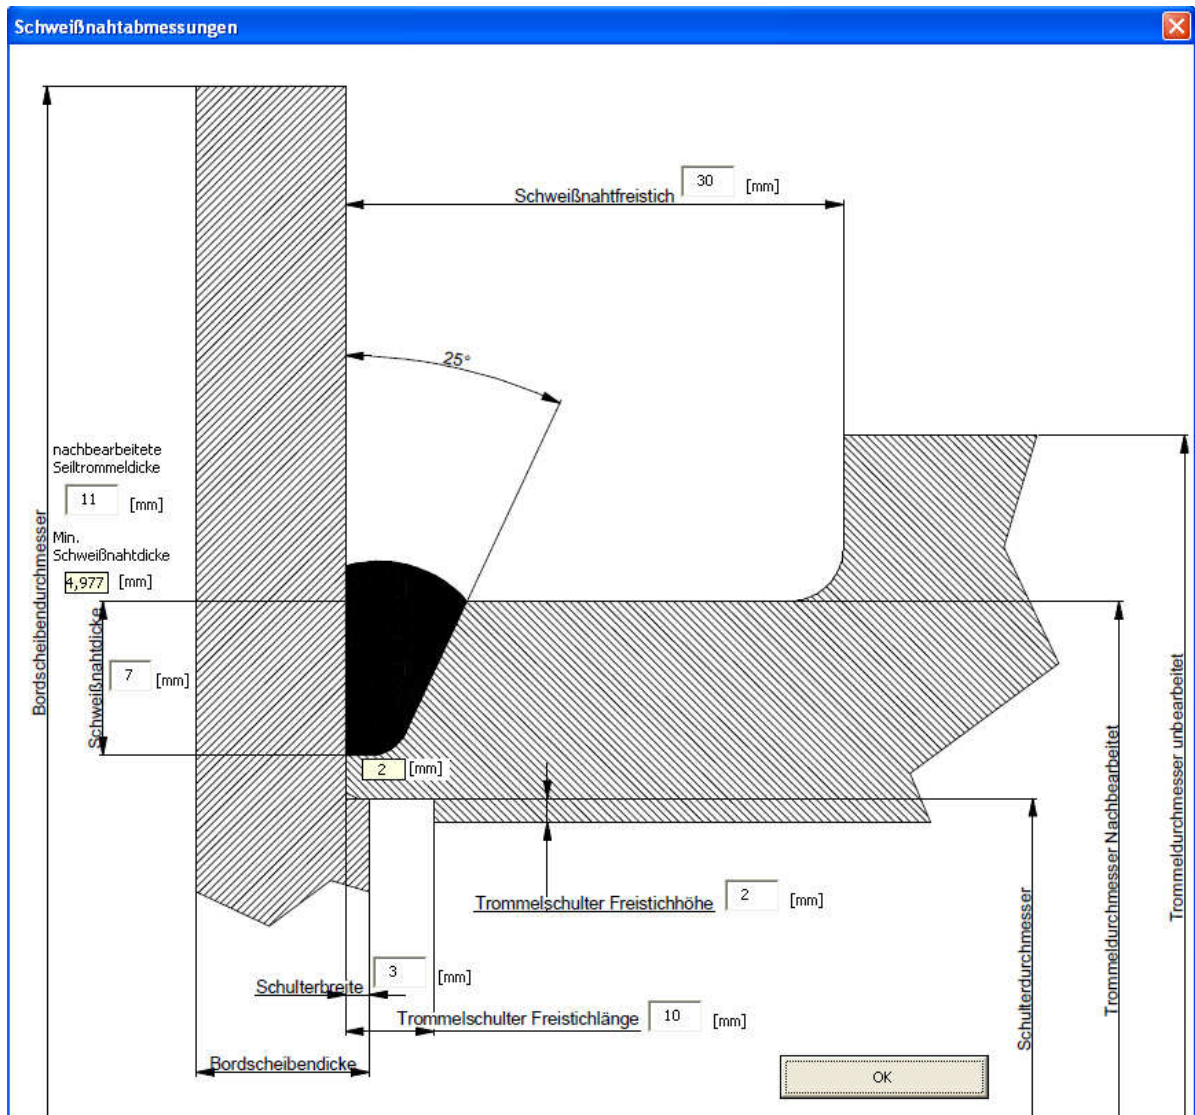 Schweißnahtabmessungen
Schweißnahtfreistich 30 [mm]
25°
nachbearbeitete
Seiltrommeldicke
11 [mm]
Min.
Schweißnahtdicke
4,977 [mm]
Bordscheibendurchmesser
Schweißnahtdicke
7 [mm]
2 [mm]
Trommelschulter Freistichhöhe 2 [mm]
Schulterbreite 3 [mm]
Trommelschulter Freistichlänge 10 [mm]
Bordscheibendicke
Schulterdurchmesser
Trommeldurchmesser Nachbearbeitet
Trommeldurchmesser unbearbeitet
OK